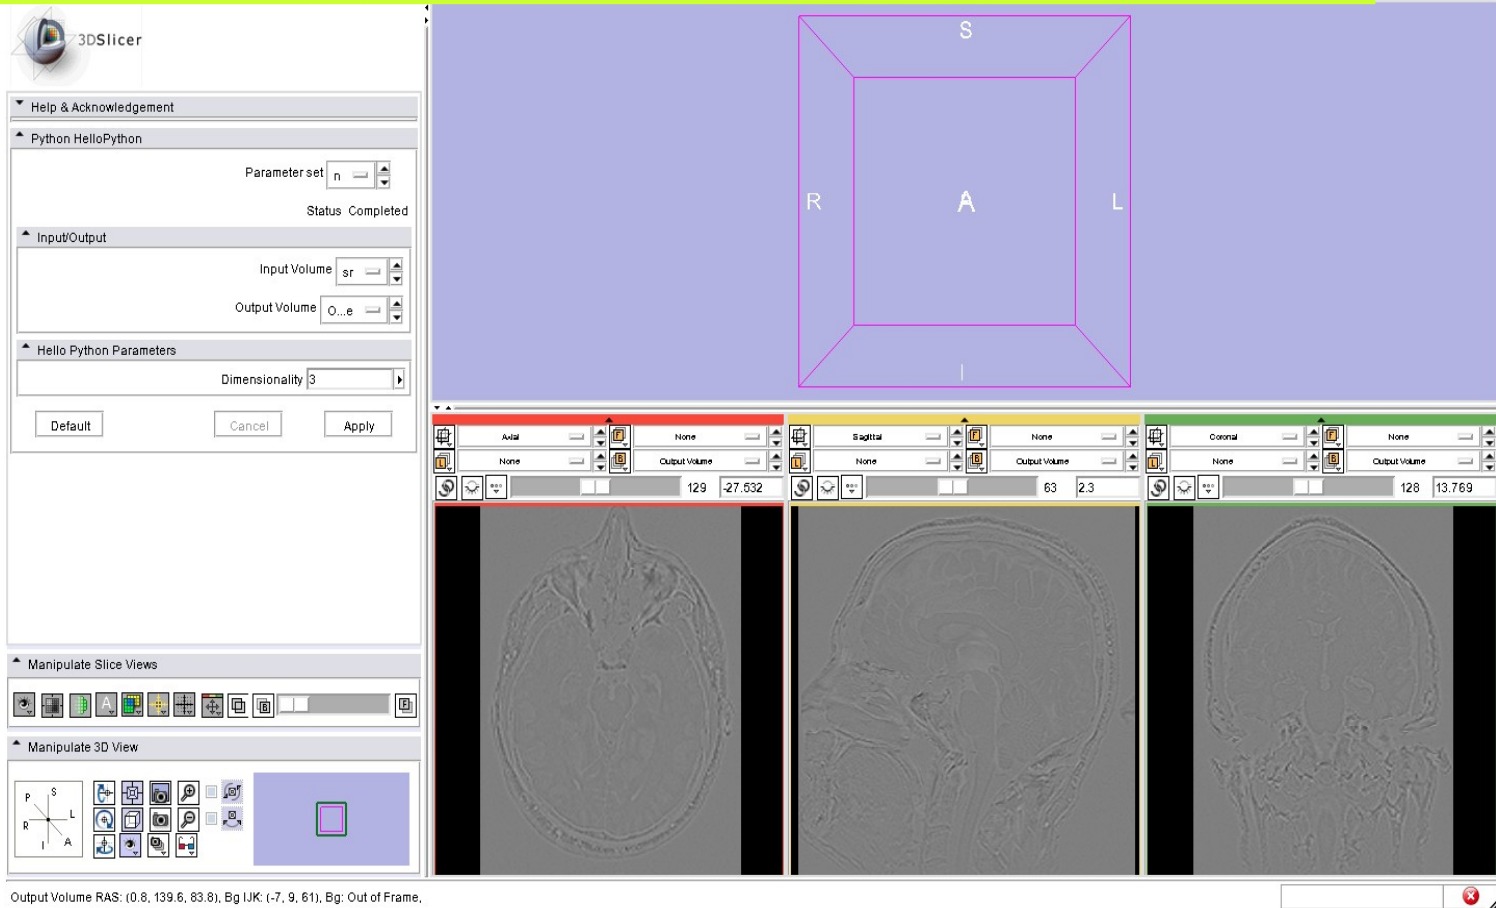 3DSlicer
Help & Acknowledgement
Python HelloPython
Parameter set n
Status Completed
Input/Output
Input Volume sr
Output Volume O...e
Hello Python Parameters
Dimensionality 3
Default Cancel Apply
Manipulate Slice Views
A B F
Manipulate 3D View
P S
R L
I A
S
R A L
I
Axial F None
L None B Output Volume
129 -27.532
Sagittal F None
L None B Output Volume
63 2.3
Coronal F None
L None B Output Volume
128 13.769
Output Volume RAS: (0.8, 139.6, 83.8), Bg IJK: (-7, 9, 61), Bg: Out of Frame,